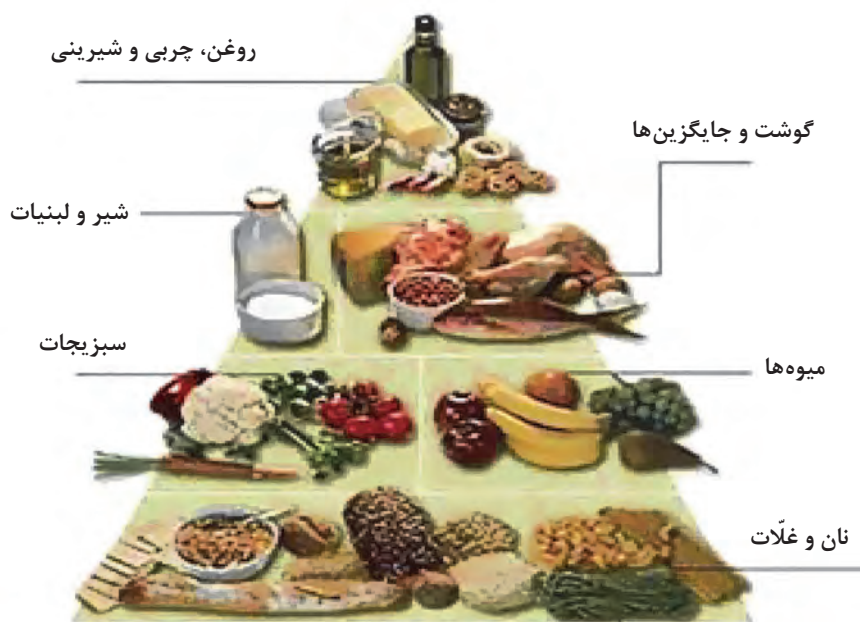 روغن، چربی و شیرینی
گوشت و جایگزین‌ها
شیر و لبنیات
سبزیجات
میوه‌ها
نان و غلّات